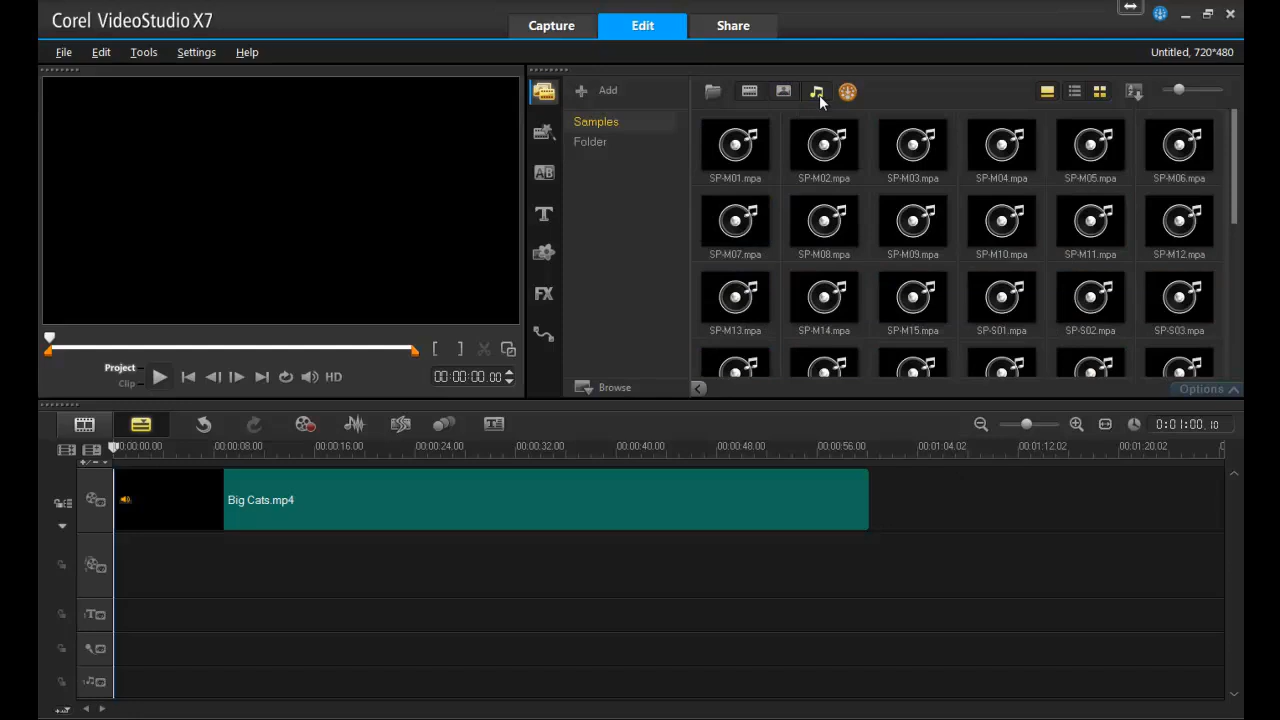 Corel VideoStudio X7
Capture
Edit
Share
File
Edit
Tools
Settings
Help
Untitled, 720*480
Add
Samples
Folder
SP-M01.mpa
SP-M02.mpa
SP-M03.mpa
SP-M04.mpa
SP-M05.mpa
SP-M06.mpa
SP-M07.mpa
SP-M08.mpa
SP-M09.mpa
SP-M10.mpa
SP-M11.mpa
SP-M12.mpa
SP-M13.mpa
SP-M14.mpa
SP-M15.mpa
SP-S01.mpa
SP-S02.mpa
SP-S03.mpa
Project
Clip
HD
00:00:00.00
AB
T
FX
Browse
Options
0:01:00.10
00:00:08.00
00:00:16.00
00:00:24.00
00:00:32.00
00:00:40.00
00:00:48.00
00:00:56.00
00:01:04.02
00:01:12.02
00:01:20.02
Big Cats.mp4